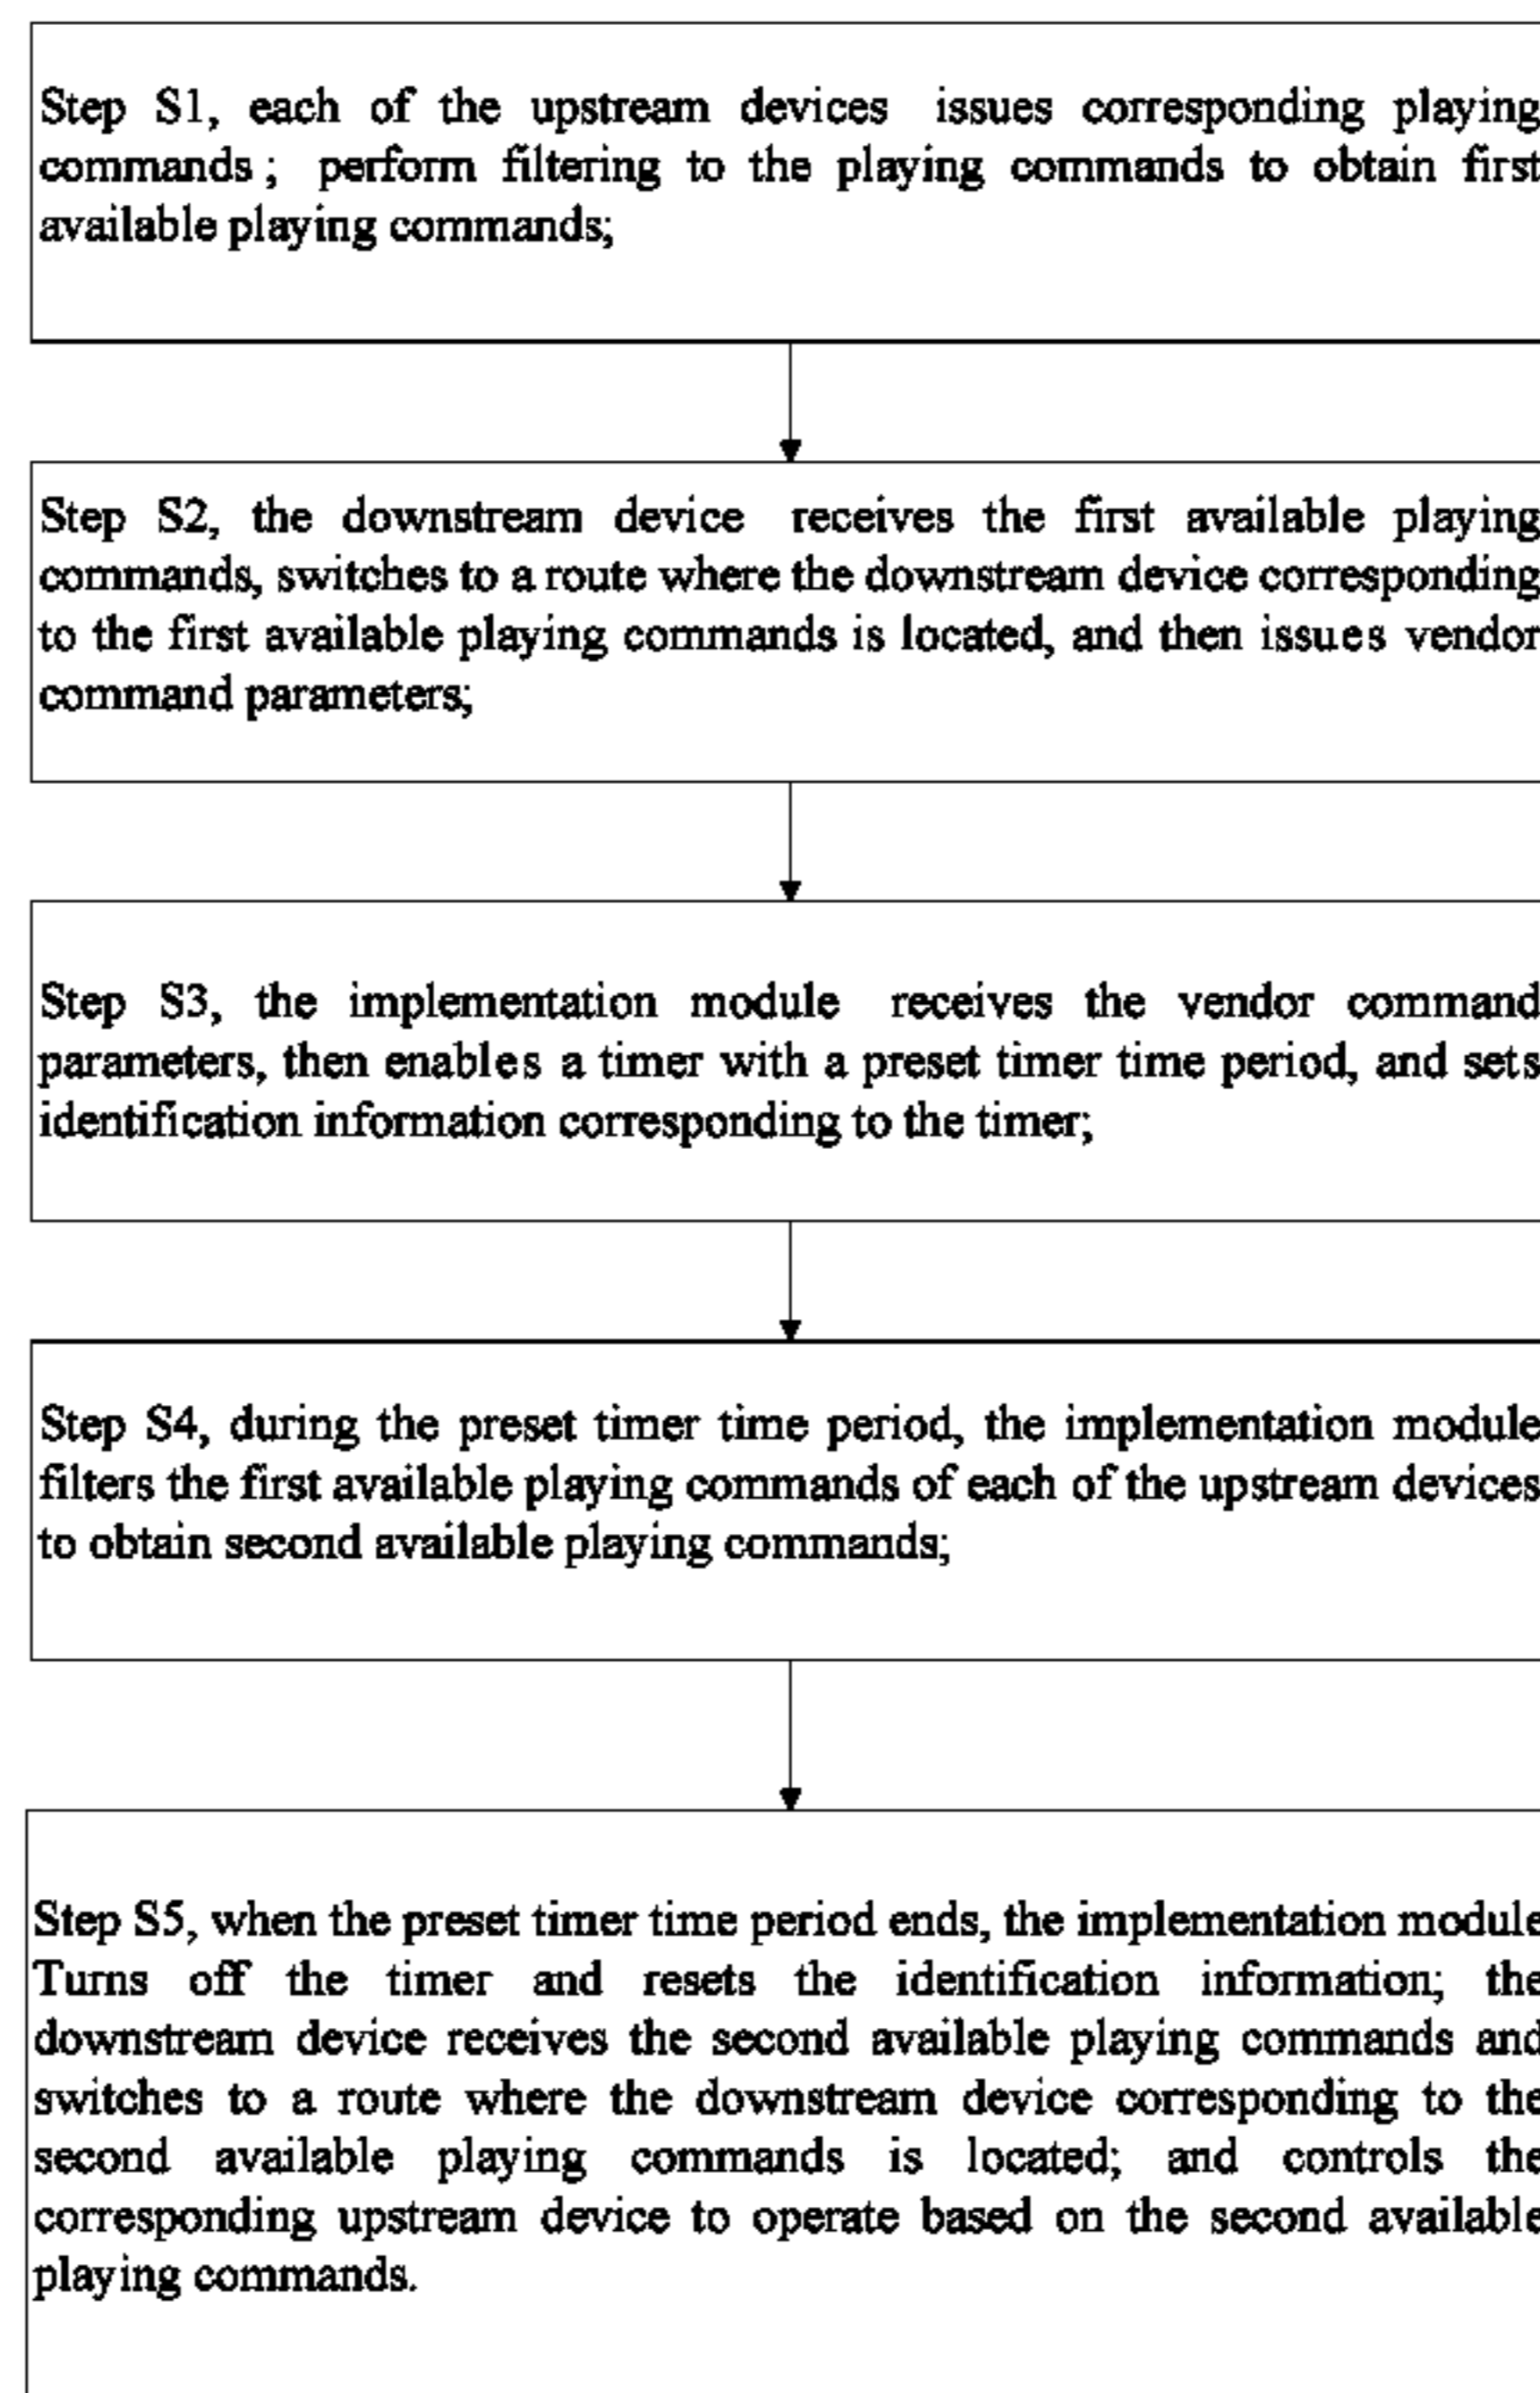 Step S1, each of the upstream devices issues corresponding playing
commands ; perform filtering to the playing commands to obtain first
available playing commands;
Step S2, the downstream device receives the first available playing
commands, switches to a route where the downstream device corresponding
to the first available playing commands is located, and then issues vendor
command parameters;
Step S3, the implementation module receives the vendor command
parameters, then enables a timer with a preset timer time period, and sets
identification information corresponding to the timer;
Step S4, during the preset timer time period, the implementation module
filters the first available playing commands of each of the upstream devices
to obtain second available playing commands;
Step S5, when the preset timer time period ends, the implementation module
Turns off the timer and resets the identification information; the
downstream device receives the second available playing commands and
switches to a route where the downstream device corresponding to the
second available playing commands is located; and controls the
corresponding upstream device to operate based on the second available
playing commands.